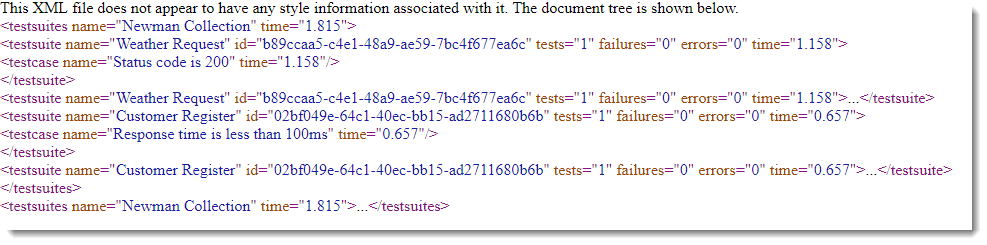 This XML file does not appear to have any style information associated with it. The document tree is shown below.
<testsuites name="Newman Collection" time="1.815">
<testsuite name="Weather Request" id="b89ccaa5-c4e1-48a9-ae59-7bc4f677ea6c" tests="1" failures="0" errors="0" time="1.158">
<testcase name="Status code is 200" time="1.158"/>
</testsuite>
<testsuite name="Weather Request" id="b89ccaa5-c4e1-48a9-ae59-7bc4f677ea6c" tests="1" failures="0" errors="0" time="1.158">...</testsuite>
<testsuite name="Customer Register" id="02bf049e-64c1-40ec-bb15-ad2711680b6b" tests="1" failures="0" errors="0" time="0.657">
<testcase name="Response time is less than 100ms" time="0.657"/>
</testsuite>
<testsuite name="Customer Register" id="02bf049e-64c1-40ec-bb15-ad2711680b6b" tests="1" failures="0" errors="0" time="0.657">...</testsuite>
</testsuites>
<testsuites name="Newman Collection" time="1.815">...</testsuites>